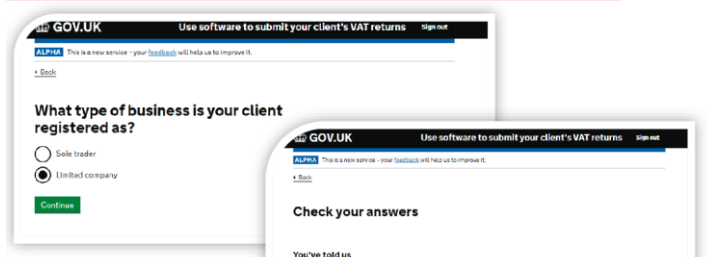 GOV.UK Use software to submit your client's VAT returns Sign out
ALPHA This is a new service - your feedback will help us to improve it.
Back
What type of business is your client
registered as?
Sole trader
Limited company
Continue
GOV.UK Use software to submit your client's VAT returns Sign out
ALPHA This is a new service - your feedback will help us to improve it.
Back
Check your answers
You've told us